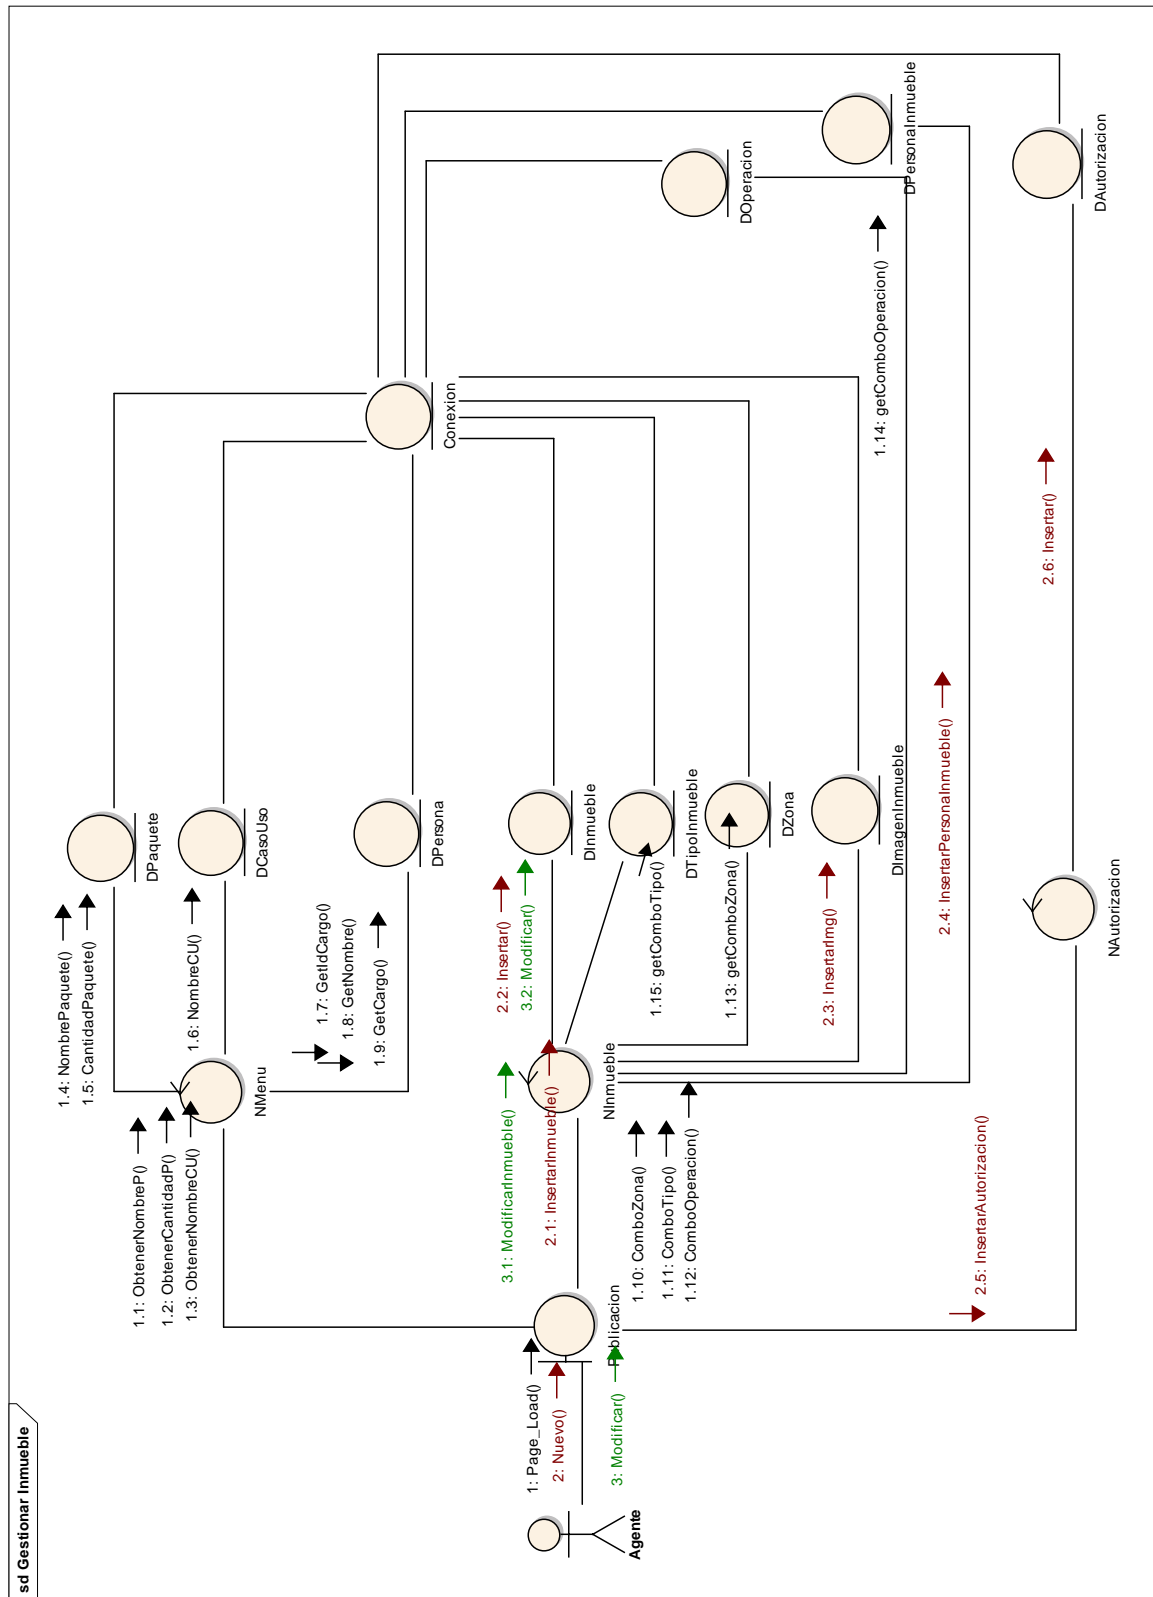 sd Gestionar Inmueble
Agente
1: Page_Load()
2: Nuevo()
3: Modificar()
Publicacion
1.1: ObtenerNombreP()
1.2: ObtenerCantidadP()
1.3: ObtenerNombreCU()
3.1: ModificarInmueble()
2.1: InsertarInmueble()
1.10: ComboZona()
1.11: ComboTipo()
1.12: ComboOperacion()
2.5: InsertarAutorizacion()
NMenu
NInmueble
NAutorizacion
1.4: NombrePaquete()
1.5: CantidadPaquete()
1.6: NombreCU()
1.7: GetIdCargo()
1.8: GetNombre()
1.9: GetCargo()
2.2: Insertar()
3.2: Modificar()
1.15: getComboTipo()
1.13: getComboZona()
2.3: InsertarImg()
2.4: InsertarPersonaInmueble()
DPaquete
DCasoUso
DPersona
DInmueble
DTipoInmueble
DZona
DImagenInmueble
2.6: Insertar()
Conexion
1.14: getComboOperacion()
DOperacion
DPersonaInmueble
DAutorizacion